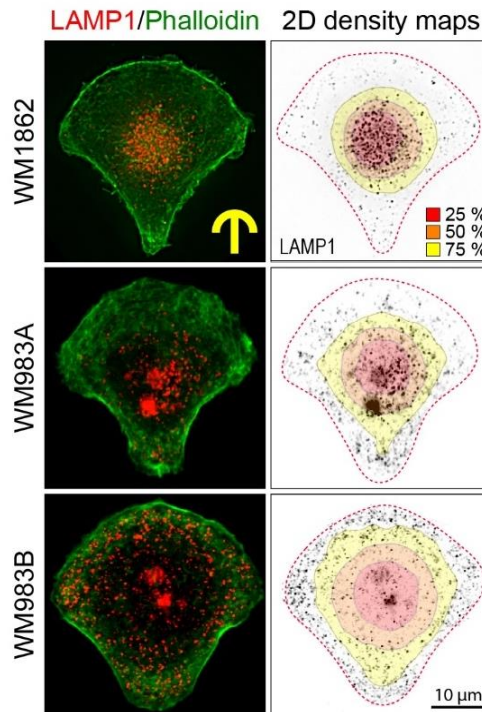 LAMP1/Phalloidin
2D density maps
WM1862
25 %
50 %
75 %
LAMP1
WM983A
WM983B
10 µm